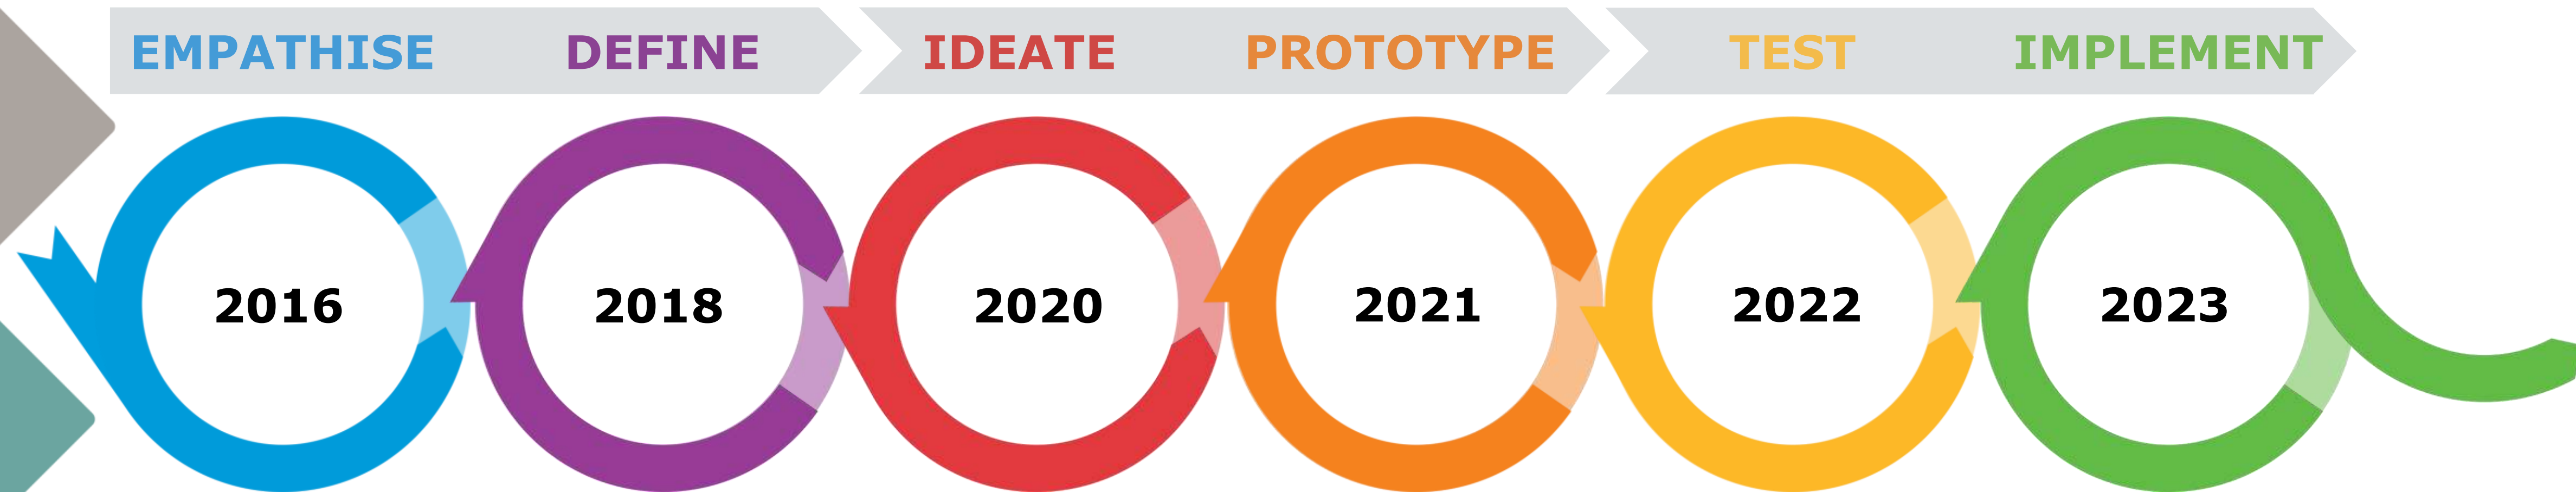 EMPATHISE DEFINE IDEATE PROTOTYPE TEST IMPLEMENT
2016 2018 2020 2021 2022 2023